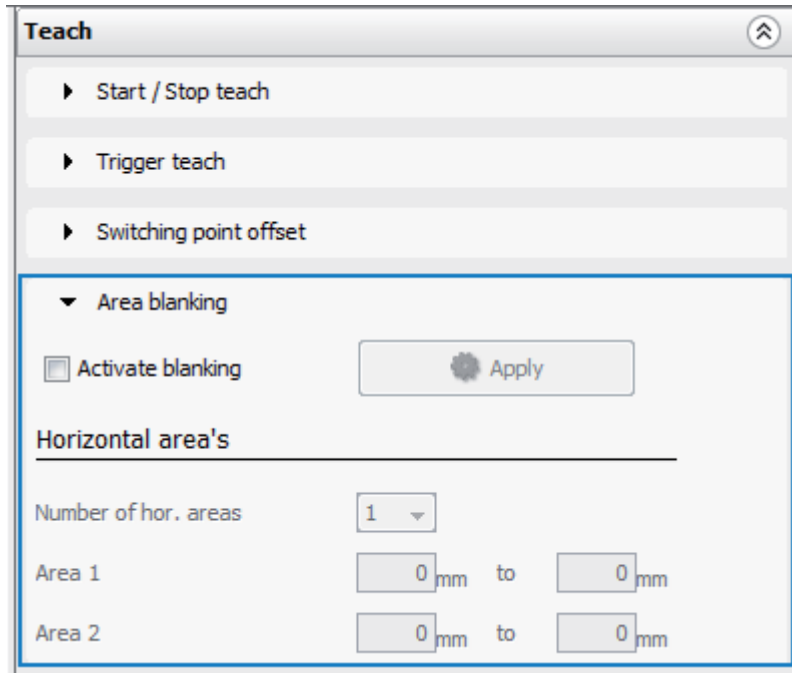 Teach
Start / Stop teach
Trigger teach
Switching point offset
Area blanking
Activate blanking Apply
Horizontal area's
Number of hor. areas 1
Area 1 0 mm to 0 mm
Area 2 0 mm to 0 mm